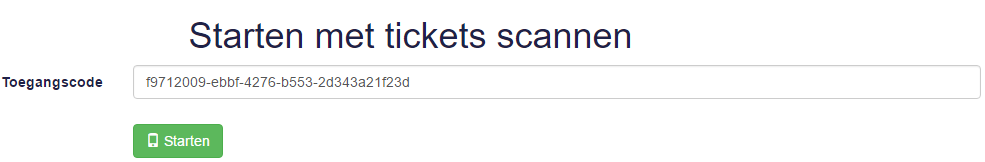 Starten met tickets scannen
Toegangscode f9712009-ebbf-4276-b553-2d343a21f23d
Starten